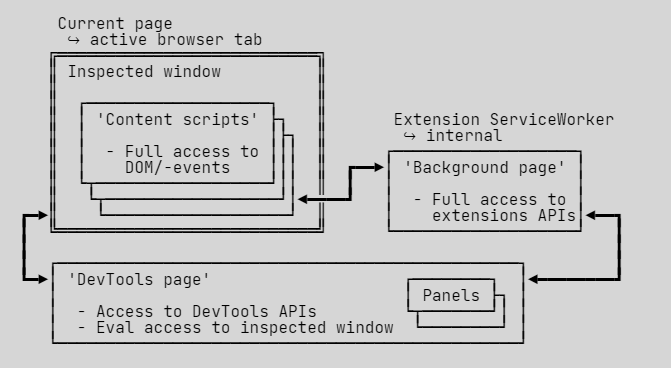 Current page
↪ active browser tab
Inspected window
'Content scripts'
- Full access to
DOM/-events
Extension ServiceWorker
↪ internal
'Background page'
- Full access to
extensions APIs
'DevTools page'
- Access to DevTools APIs
- Eval access to inspected window
Panels